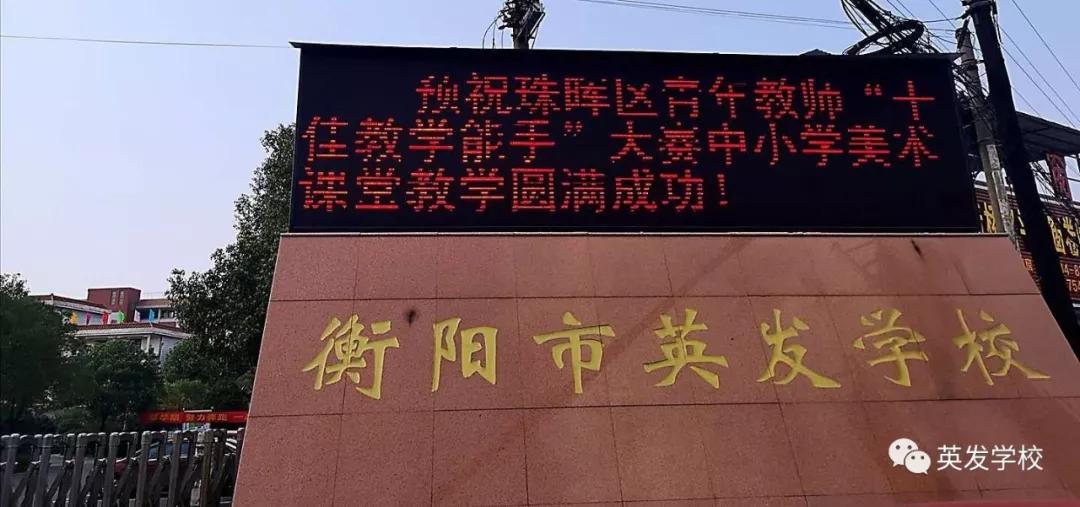 预祝珠晖区青年教师“十
佳教学能手”大赛中小学美术
课堂教学圆满成功！
衡阳市英发学校
英发学校